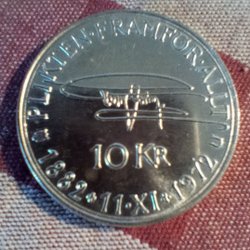 "PLIKTEN·FRAMFÖR·ALLT"
10 KR
1882·11·XI·1972